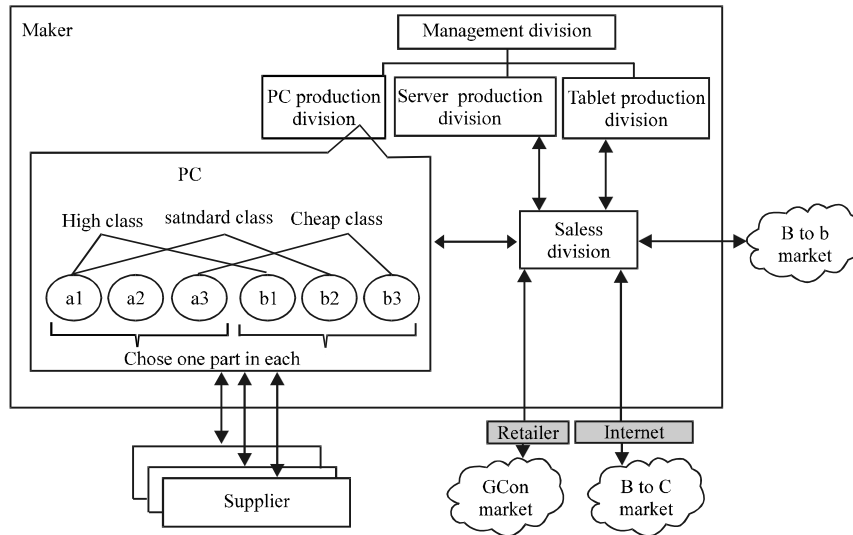 Maker
Management division
PC production
division
Server production
division
Tablet production
division
PC
High class
satndard class
Cheap class
Saless
division
B to b
market
a1
a2
a3
b1
b2
b3
Chose one part in each
Retailer
Internet
Supplier
GCon
market
B to C
market